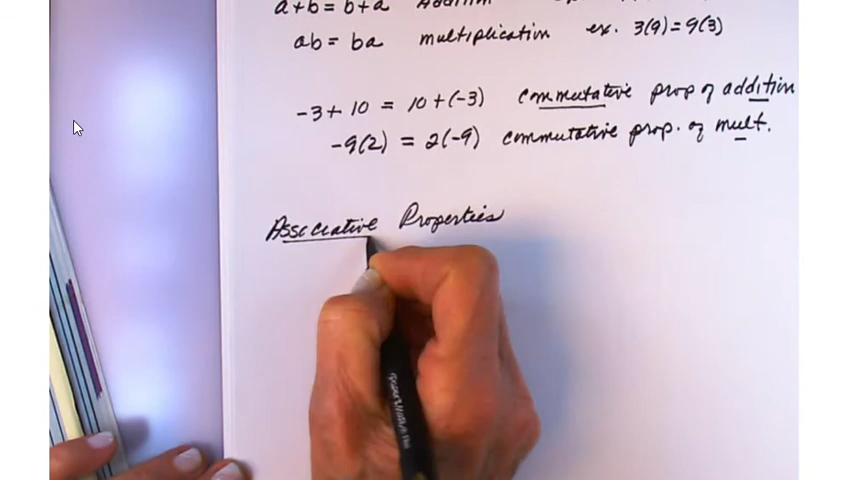 a+b = b+a Addition
ab = ba multiplication ex. 3(9) = 9(3)
-3 + 10 = 10 + (-3) commutative prop of addition
-9(2) = 2(-9) commutative prop. of mult.
Associative Properties